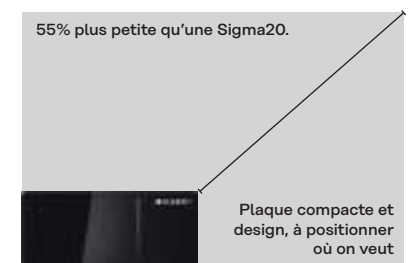 55% plus petite qu’une Sigma20.
Plaque compacte et
design, à positionner
où on veut